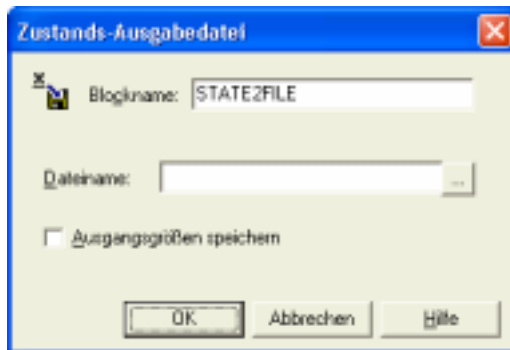 Zustands-Ausgabedatei
Blockname: STATE2FILE
Dateiname: ...
Ausgangsgrößen speichern
OK Abbrechen Hilfe